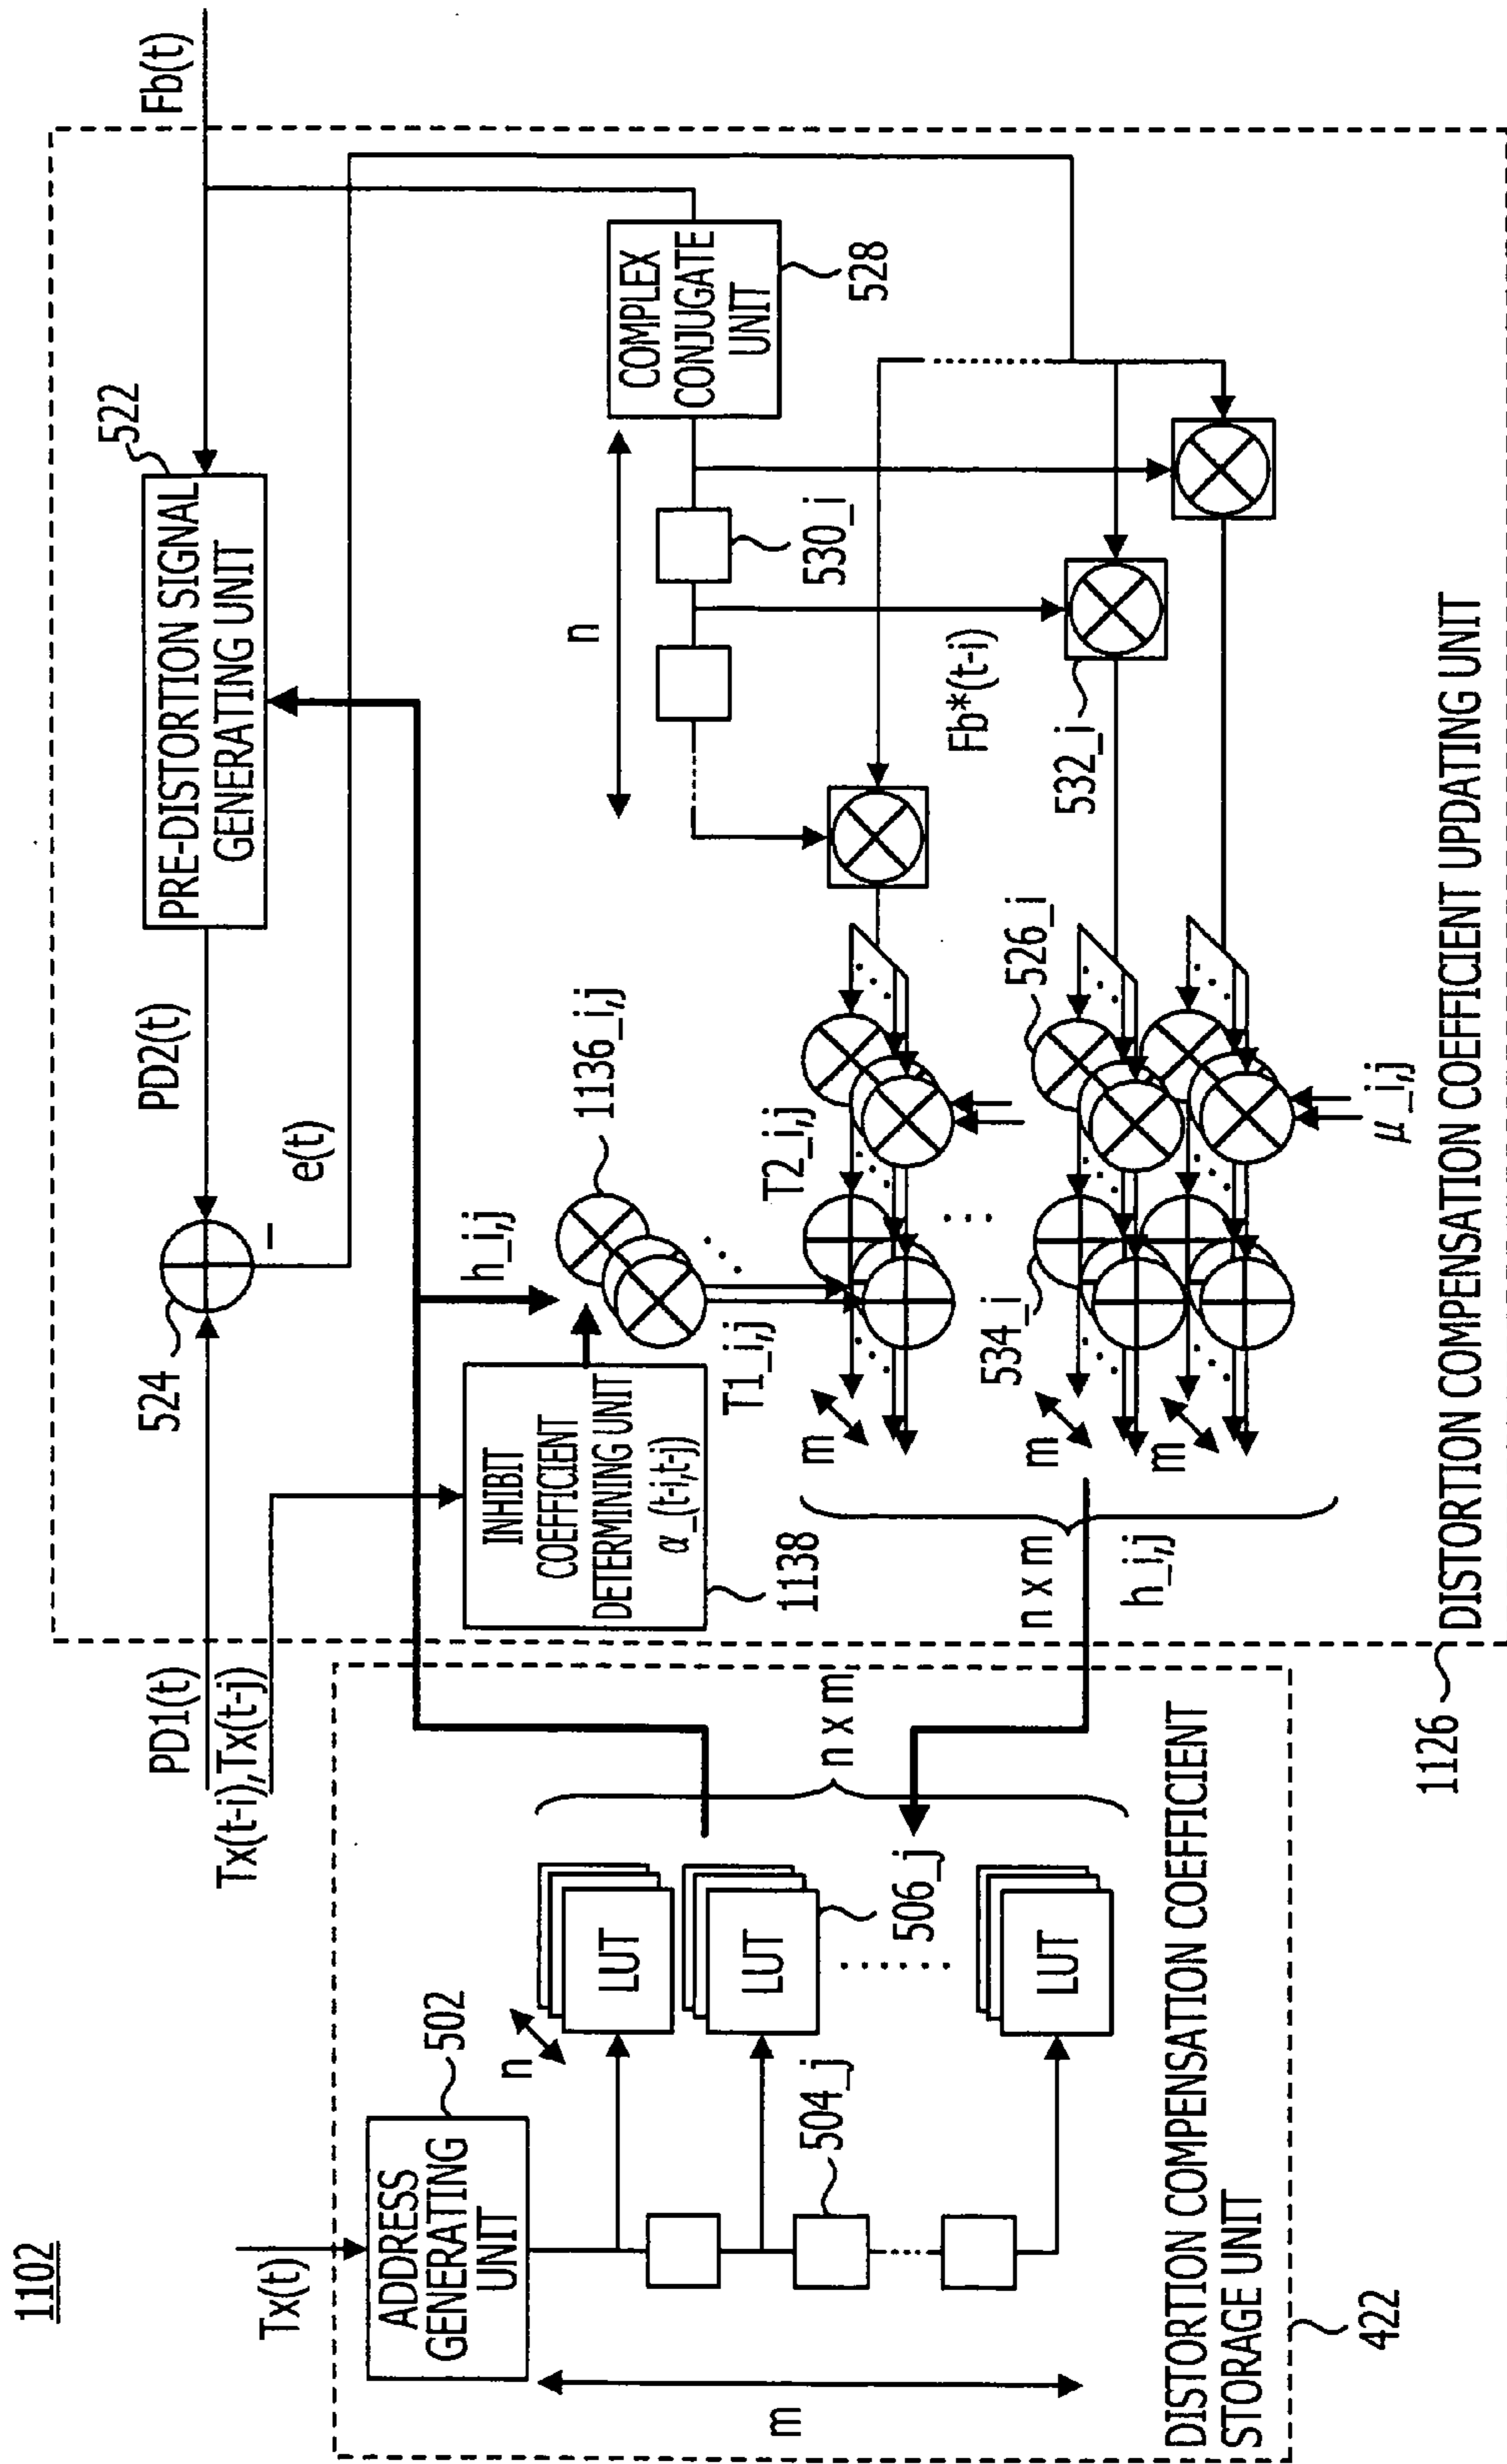 1102
Tx(t)
ADDRESS
GENERATING
UNIT
502
m
n
LUT
LUT
LUT
504_j
506_j
n x m
DISTORTION COMPENSATION COEFFICIENT
STORAGE UNIT
422
PD1(t)
Tx(t-i),Tx(t-j)
524
PD2(t)
e(t)
−
PRE-DISTORTION SIGNAL
GENERATING UNIT
522
Fb(t)
INHIBIT
COEFFICIENT
DETERMINING UNIT
α_(t-i,t-j)
1138
h_i,j
1136_i,j
T1_i,j
T2_i,j
COMPLEX
CONJUGATE
UNIT
528
n
530_i
Fb*(t-i)
532_i
526_i
534_i
m
m
m
μ_i,j
n x m
h_i,j
1126
DISTORTION COMPENSATION COEFFICIENT UPDATING UNIT